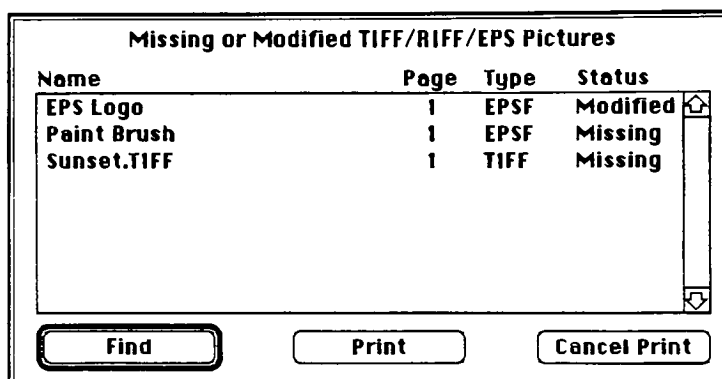 Missing or Modified TIFF/RIFF/EPS Pictures
Name Page Type Status
EPS Logo 1 EPSF Modified
Paint Brush 1 EPSF Missing
Sunset.TIFF 1 TIFF Missing
Find Print Cancel Print